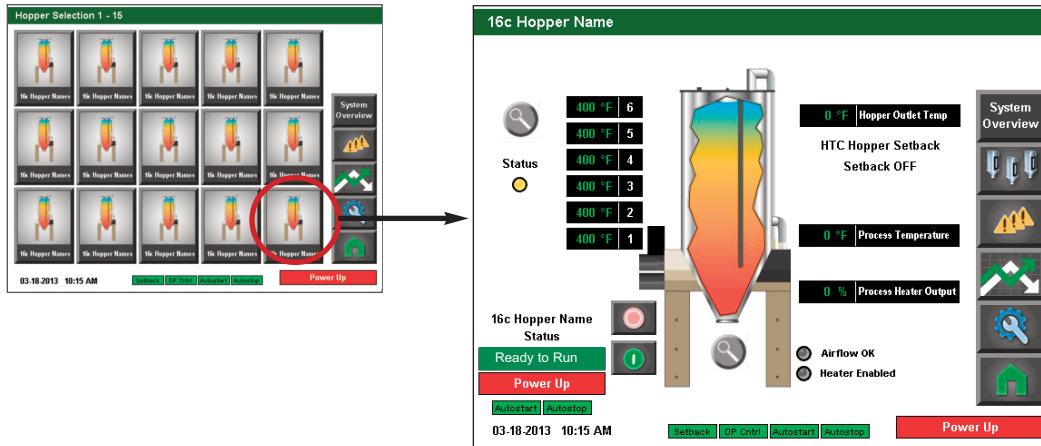 Hopper Selection 1 - 15
16c Hopper Names 16c Hopper Names 16c Hopper Names 16c Hopper Names 16c Hopper Names
16c Hopper Names 16c Hopper Names 16c Hopper Names 16c Hopper Names 16c Hopper Names
16c Hopper Names 16c Hopper Names 16c Hopper Names 16c Hopper Names 16c Hopper Names
System
Overview
03-18-2013 10:15 AM
Setback DP Cntrl Autostart Autostop
Power Up
16c Hopper Name
400 °F 6
400 °F 5
400 °F 4
400 °F 3
400 °F 2
400 °F 1
Status
0 °F Hopper Outlet Temp
HTC Hopper Setback
Setback OFF
0 °F Process Temperature
0 % Process Heater Output
System
Overview
16c Hopper Name
Status
Ready to Run
Power Up
Autostart Autostop
Airflow OK
Heater Enabled
03-18-2013 10:15 AM
Setback DP Cntrl Autostart Autostop
Power Up